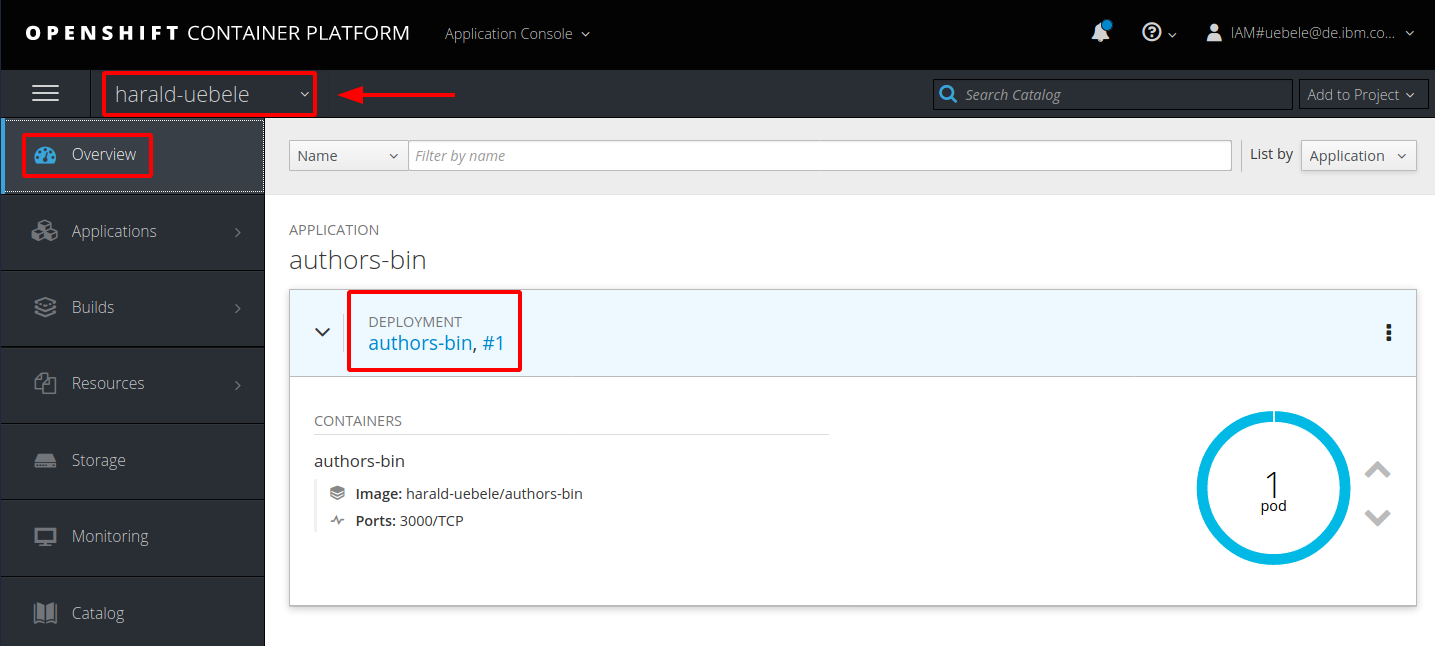 OPENSHIFT CONTAINER PLATFORM
Application Console
IAM#uebele@de.ibm.co...
harald-uebele
Search Catalog
Add to Project
Overview
Applications
Builds
Resources
Storage
Monitoring
Catalog
Name
Filter by name
List by
Application
APPLICATION
authors-bin
DEPLOYMENT
authors-bin, #1
CONTAINERS
authors-bin
Image: harald-uebele/authors-bin
Ports: 3000/TCP
1
pod